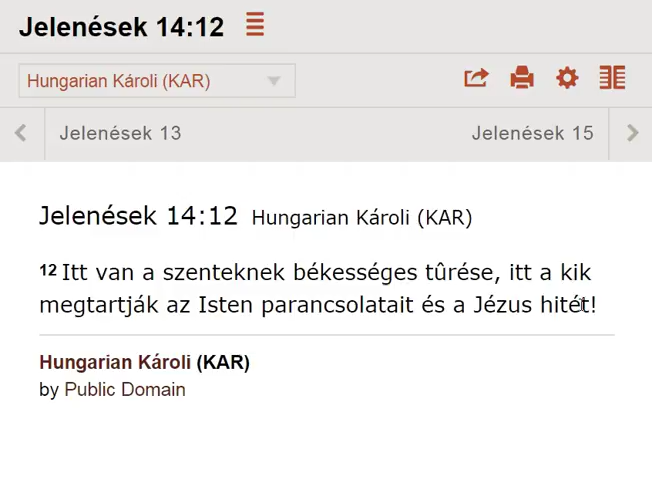 Jelenések 14:12
Hungarian Károli (KAR)
Jelenések 13
Jelenések 15
Jelenések 14:12 Hungarian Károli (KAR)
12 Itt van a szenteknek békességes tûrése, itt a kik
megtartják az Isten parancsolatait és a Jézus hitét!
Hungarian Károli (KAR)
by Public Domain